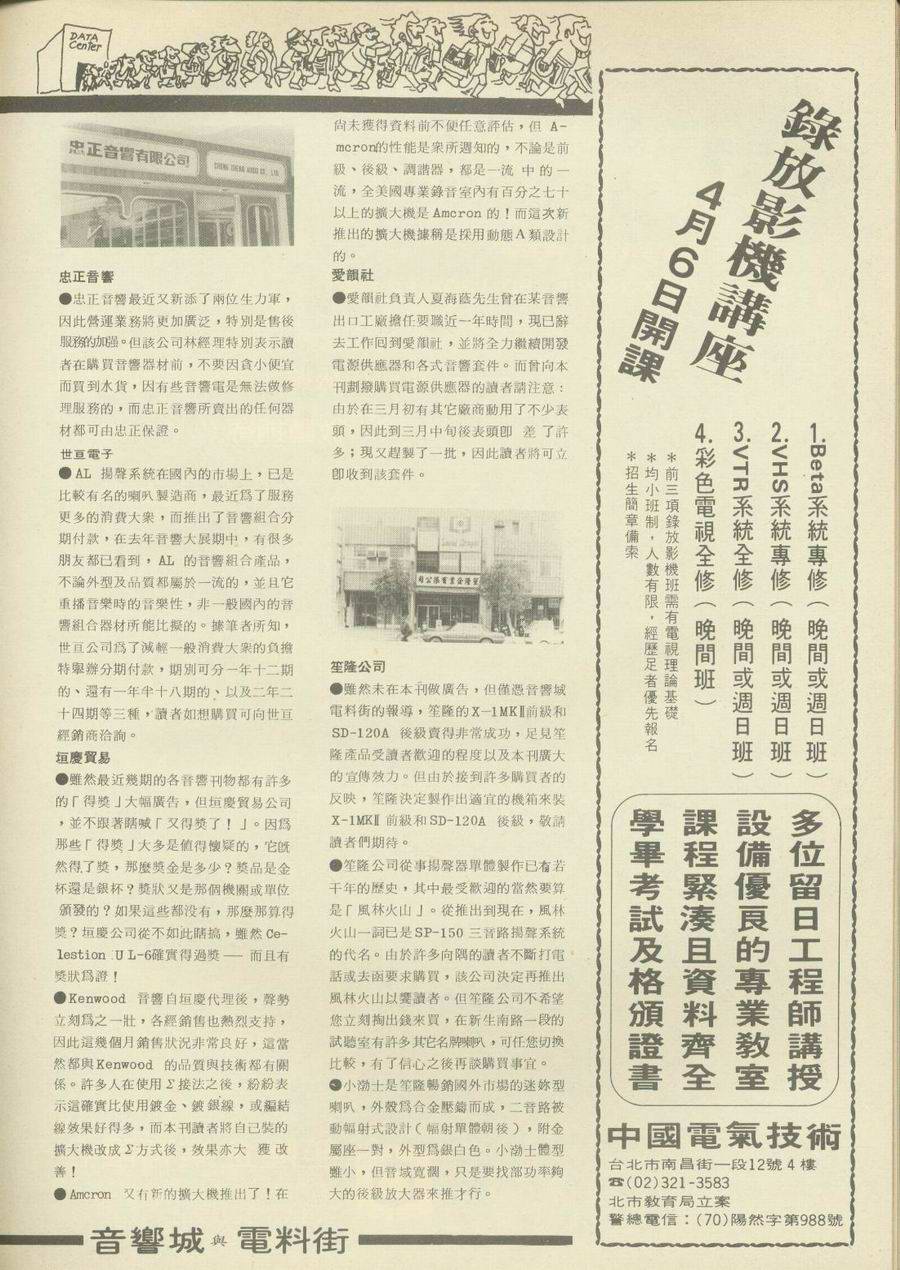 DATA
Center
忠正音響有限公司
CHUNG CHENG AUDIO CO., LTD.
忠正音響
●忠正音響最近又新添了兩位生力軍，
因此營運業務將更加廣泛，特別是售後
服務的加強。但該公司林經理特別表示讀
者在購買音響器材前，不要因貪小便宜
而買到水貨，因有些音響電是無法做修
理服務的，而忠正音響所賣出的任何器
材都可由忠正保證。
世亘電子
●AL 揚聲系統在國內的市場上，已是
比較有名的喇叭製造商，最近爲了服務
更多的消費大衆，而推出了音響組合分
期付款，在去年音響大展期中，有很多
朋友都已看到，AL 的音響組合產品，
不論外型及品質都屬於一流的，並且它
重播音樂時的音樂性，非一般國內的音
響組合器材所能比擬的。據筆者所知，
世亘公司爲了減輕一般消費大衆的負擔
特舉辦分期付款，期別可分一年十二期
的、還有一年半十八期的、以及二年二
十四期等三種，讀者如想購買可向世亘
經銷商洽詢。
垣慶貿易
●雖然最近幾期的各音響刊物都有許多
的「得獎」大幅廣告，但垣慶貿易公司
，並不跟著瞎喊「又得獎了！」。因爲
那些「得獎」大多是値得懷疑的，它旣
然得了獎，那麼獎金是多少？獎品是金
杯還是銀杯？獎狀又是那個機關或單位
頒發的？如果這些都没有，那麼那算得
獎？垣慶公司從不如此瞎搞，雖然 Ce-
lestion UL-6確實得過獎── 而且有
獎狀爲證！
●Kenwood 音響自垣慶代理後，聲勢
立刻爲之一壯，各經銷售也熱烈支持，
因此這幾個月銷售狀況非常良好，這當
然都與Kenwood 的品質與技術都有關
係。許多人在使用Σ接法之後，紛紛表
示這確實比使用鍍金、鍍銀線，或編結
線效果好得多，而本刊讀者將自己裝的
擴大機改成Σ方式後，效果亦大 獲改
善！
●Amcron 又有新的擴大機推出了！在
尚未獲得資料前不便任意評估，但 A-
mcron的性能是衆所週知的，不論是前
級、後級、調諧器，都是一流 中的一
流，全美國專業錄音室內有百分之七十
以上的擴大機是 Amcron 的！而這次新
推出的擴大機據稱是採用動態A類設計
的。
愛韻社
●愛韻社負責人夏海蔭先生曾在某音響
出口工廠擔任要職近一年時間，現已辭
去工作回到愛韻社，並將全力繼續開發
電源供應器和各式音響套件。而曾向本
刊劃撥購買電源供應器的讀者請注意：
由於在三月初有其它廠商動用了不少表
頭，因此到三月中旬後表頭卽 差了許
多；現又趕製了一批，因此讀者將可立
卽收到該套件。
笙隆企業有限公司
笙隆公司
●雖然未在本刊做廣告，但僅憑音響城
電料街的報導，笙隆的X－1MKⅡ前級和
SD-120A 後級賣得非常成功，足見笙
隆產品受讀者歡迎的程度以及本刊廣大
的宣傳效力。但由於接到許多購買者的
反映，笙隆決定製作出適宜的機箱來裝
X-1MKⅡ 前級和SD-120A 後級，敬請
讀者們期待。
●笙隆公司從事揚聲器單體製作已有若
干年的歷史，其中最受歡迎的當然要算
是「風林火山」。從推出到現在，風林
火山一詞已是SP-150 三音路揚聲系統
的代名。由於許多向隅的讀者不斷打電
話或去函要求購買，該公司決定再推出
風林火山以饗讀者。但笙隆公司不希望
您立刻掏出錢來買，在新生南路一段的
試聽室有許多其它名牌喇叭，可任您切換
比較，有了信心之後再談購買事宜。
●小渤士是笙隆暢銷國外市場的迷妳型
喇叭，外殼爲合金壓鑄而成，二音路被
動輻射式設計（幅射單體朝後），附金
屬座一對，外型爲銀白色。小渤士體型
雖小，但音域寬濶，只是要找部功率夠
大的後級放大器來推才行。
錄放影機講座
4月6日開課
1.Beta系統專修（晚間或週日班）
2.VHS系統專修（晚間或週日班）
3.VTR系統全修（晚間或週日班）
4.彩色電視全修（晚間班）
＊前三項錄放影機班需有電視理論基礎
＊均小班制，人數有限，經歷足者優先報名
＊招生簡章備索
多位留日工程師講授
設備優良的專業教室
課程緊湊且資料齊全
學畢考試及格頒證書
中國電氣技術
台北市南昌街一段12號4樓
☎(02)321-3583
北市教育局立案
警總電信：(70)陽然字第988號
音響城與電料街